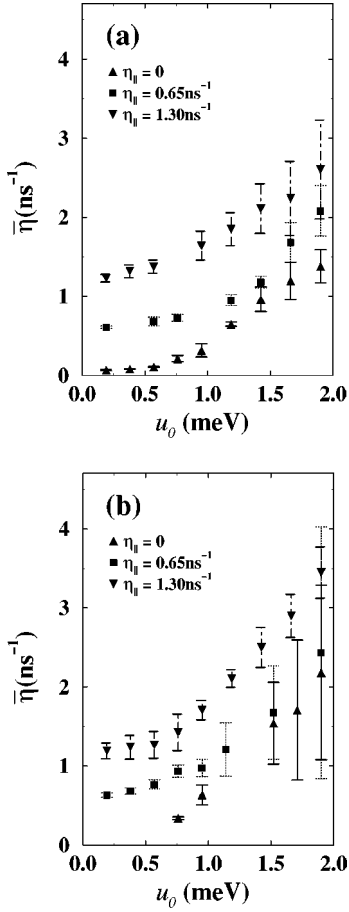 (a)
η∥ = 0
η∥ = 0.65ns⁻¹
η∥ = 1.30ns⁻¹
4
3
2
1
0
η̅(ns⁻¹)
0.0 0.5 1.0 1.5 2.0
u₀ (meV)
(b)
η∥ = 0
η∥ = 0.65ns⁻¹
η∥ = 1.30ns⁻¹
4
3
2
1
0
η̅(ns⁻¹)
0.0 0.5 1.0 1.5 2.0
u₀ (meV)